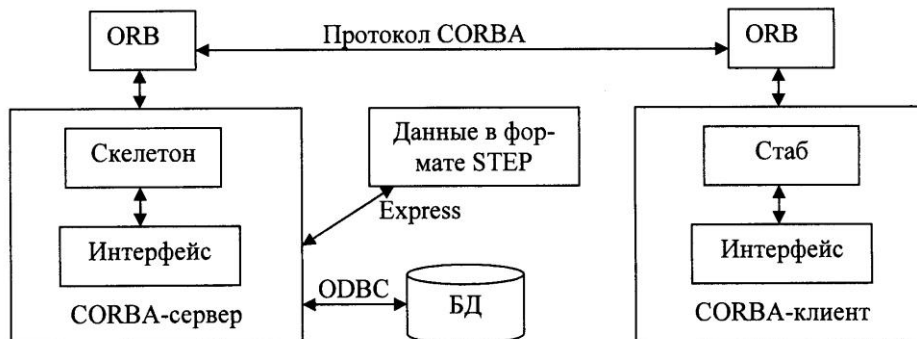 ORB
Протокол CORBA
ORB
Скелетон
Данные в фор-
мате STEP
Стаб
Express
Интерфейс
Интерфейс
ODBC
БД
CORBA-сервер
CORBA-клиент